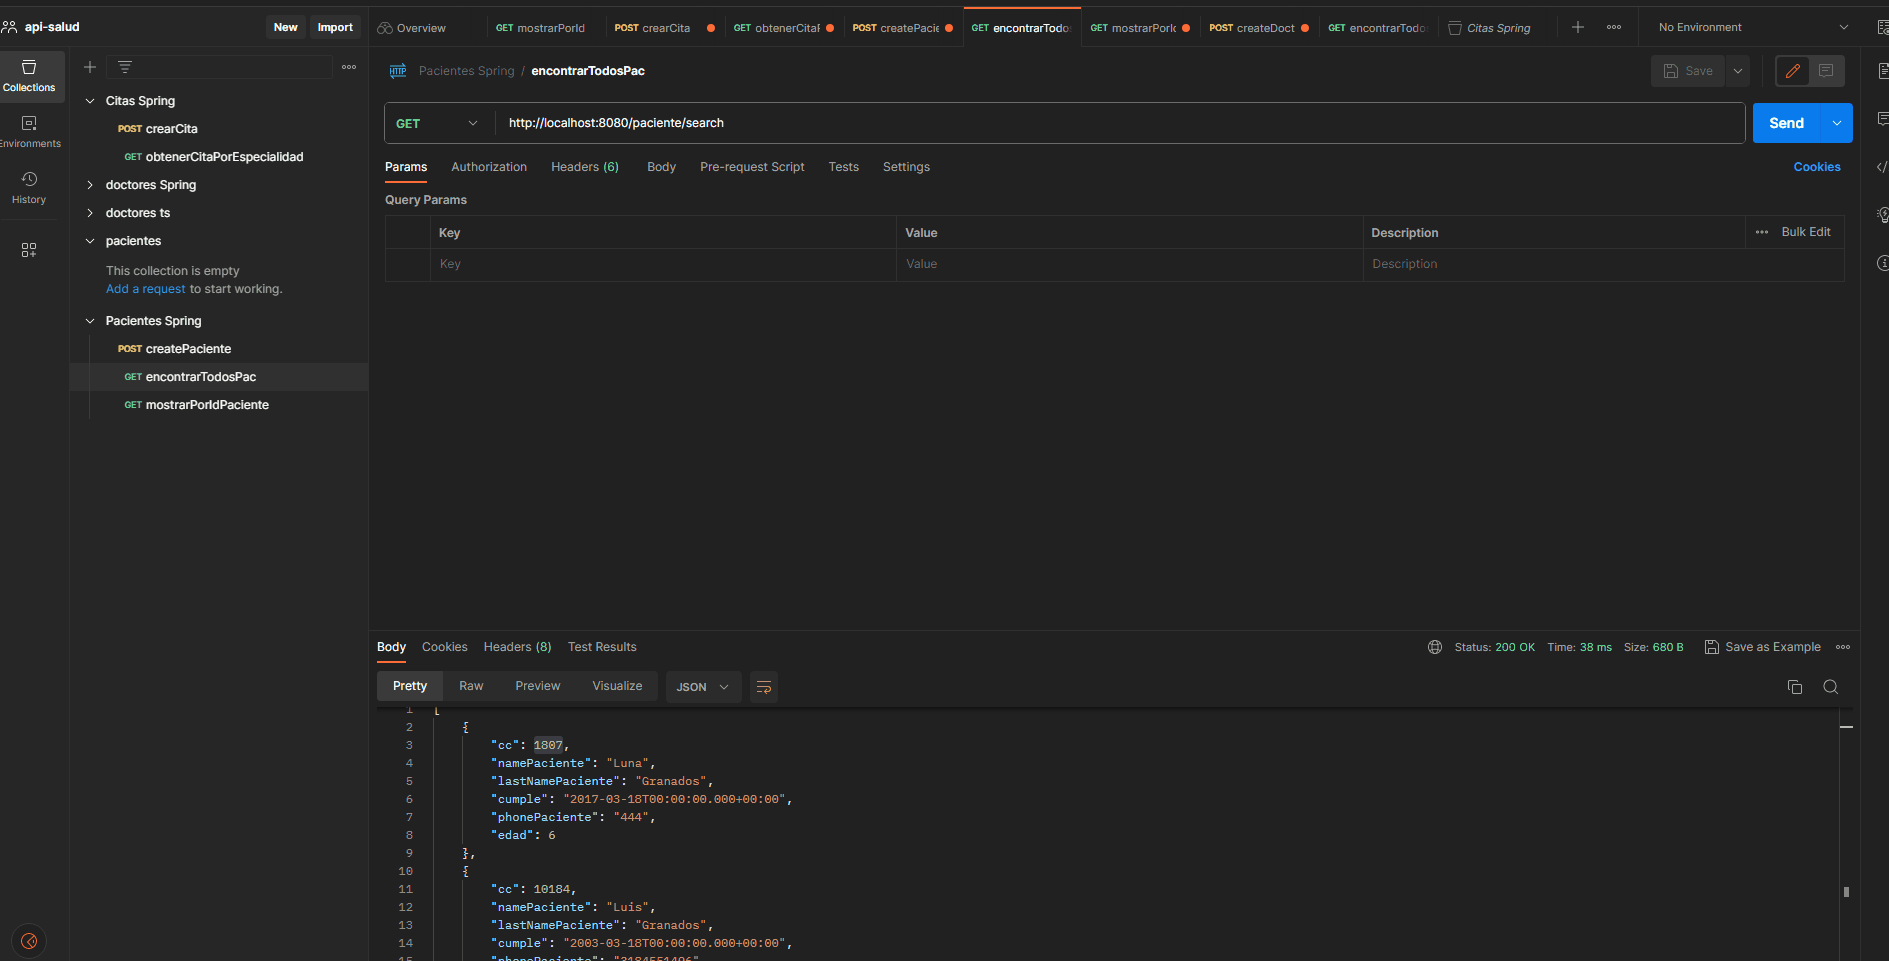 api-salud
New
Import
Overview
GET mostrarPorId
POST crearCita
GET obtenerCitaF
POST createPacie
GET encontrarTodos
GET mostrarPorIc
POST createDoct
GET encontrarTodo
Citas Spring
No Environment
Collections
Environments
History
Citas Spring
POST crearCita
GET obtenerCitaPorEspecialidad
doctores Spring
doctores ts
pacientes
This collection is empty
Add a request to start working.
Pacientes Spring
POST createPaciente
GET encontrarTodosPac
GET mostrarPorIdPaciente
HTTP Pacientes Spring / encontrarTodosPac
Save
GET
http://localhost:8080/paciente/search
Send
Params
Authorization
Headers (6)
Body
Pre-request Script
Tests
Settings
Cookies
Query Params
Key
Value
Description
Bulk Edit
Key
Value
Description
Body
Cookies
Headers (8)
Test Results
Status: 200 OK
Time: 38 ms
Size: 680 B
Save as Example
Pretty
Raw
Preview
Visualize
JSON
1 [
2 {
3 "cc": 1807,
4 "namePaciente": "Luna",
5 "lastNamePaciente": "Granados",
6 "cumple": "2017-03-18T00:00:00.000+00:00",
7 "phonePaciente": "444",
8 "edad": 6
9 },
10 {
11 "cc": 10184,
12 "namePaciente": "Luis",
13 "lastNamePaciente": "Granados",
14 "cumple": "2003-03-18T00:00:00.000+00:00",
15 "phonePaciente": "3184551496"